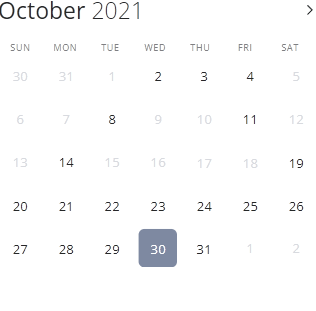 October 2021
SUN MON TUE WED THU FRI SAT
30 31 1 2 3 4 5
6 7 8 9 10 11 12
13 14 15 16 17 18 19
20 21 22 23 24 25 26
27 28 29 30 31 1 2